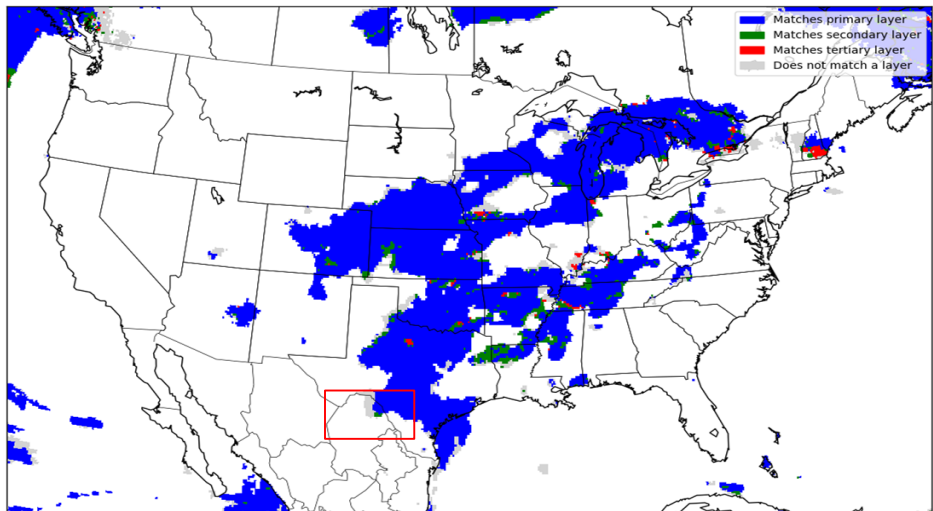 Matches primary layer
Matches secondary layer
Matches tertiary layer
Does not match a layer